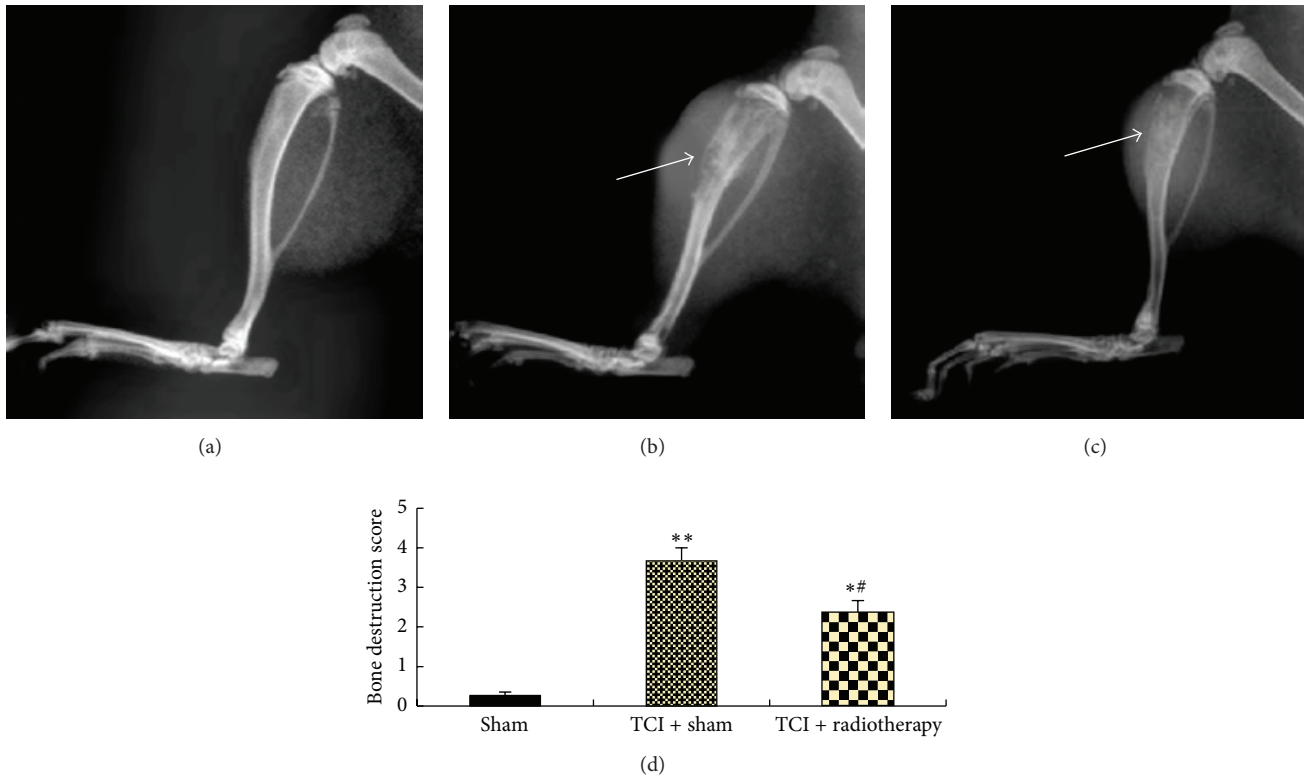 (a)
(b)
(c)
Bone destruction score
5
4
3
2
1
0
**
*#
Sham
TCI + sham
TCI + radiotherapy
(d)